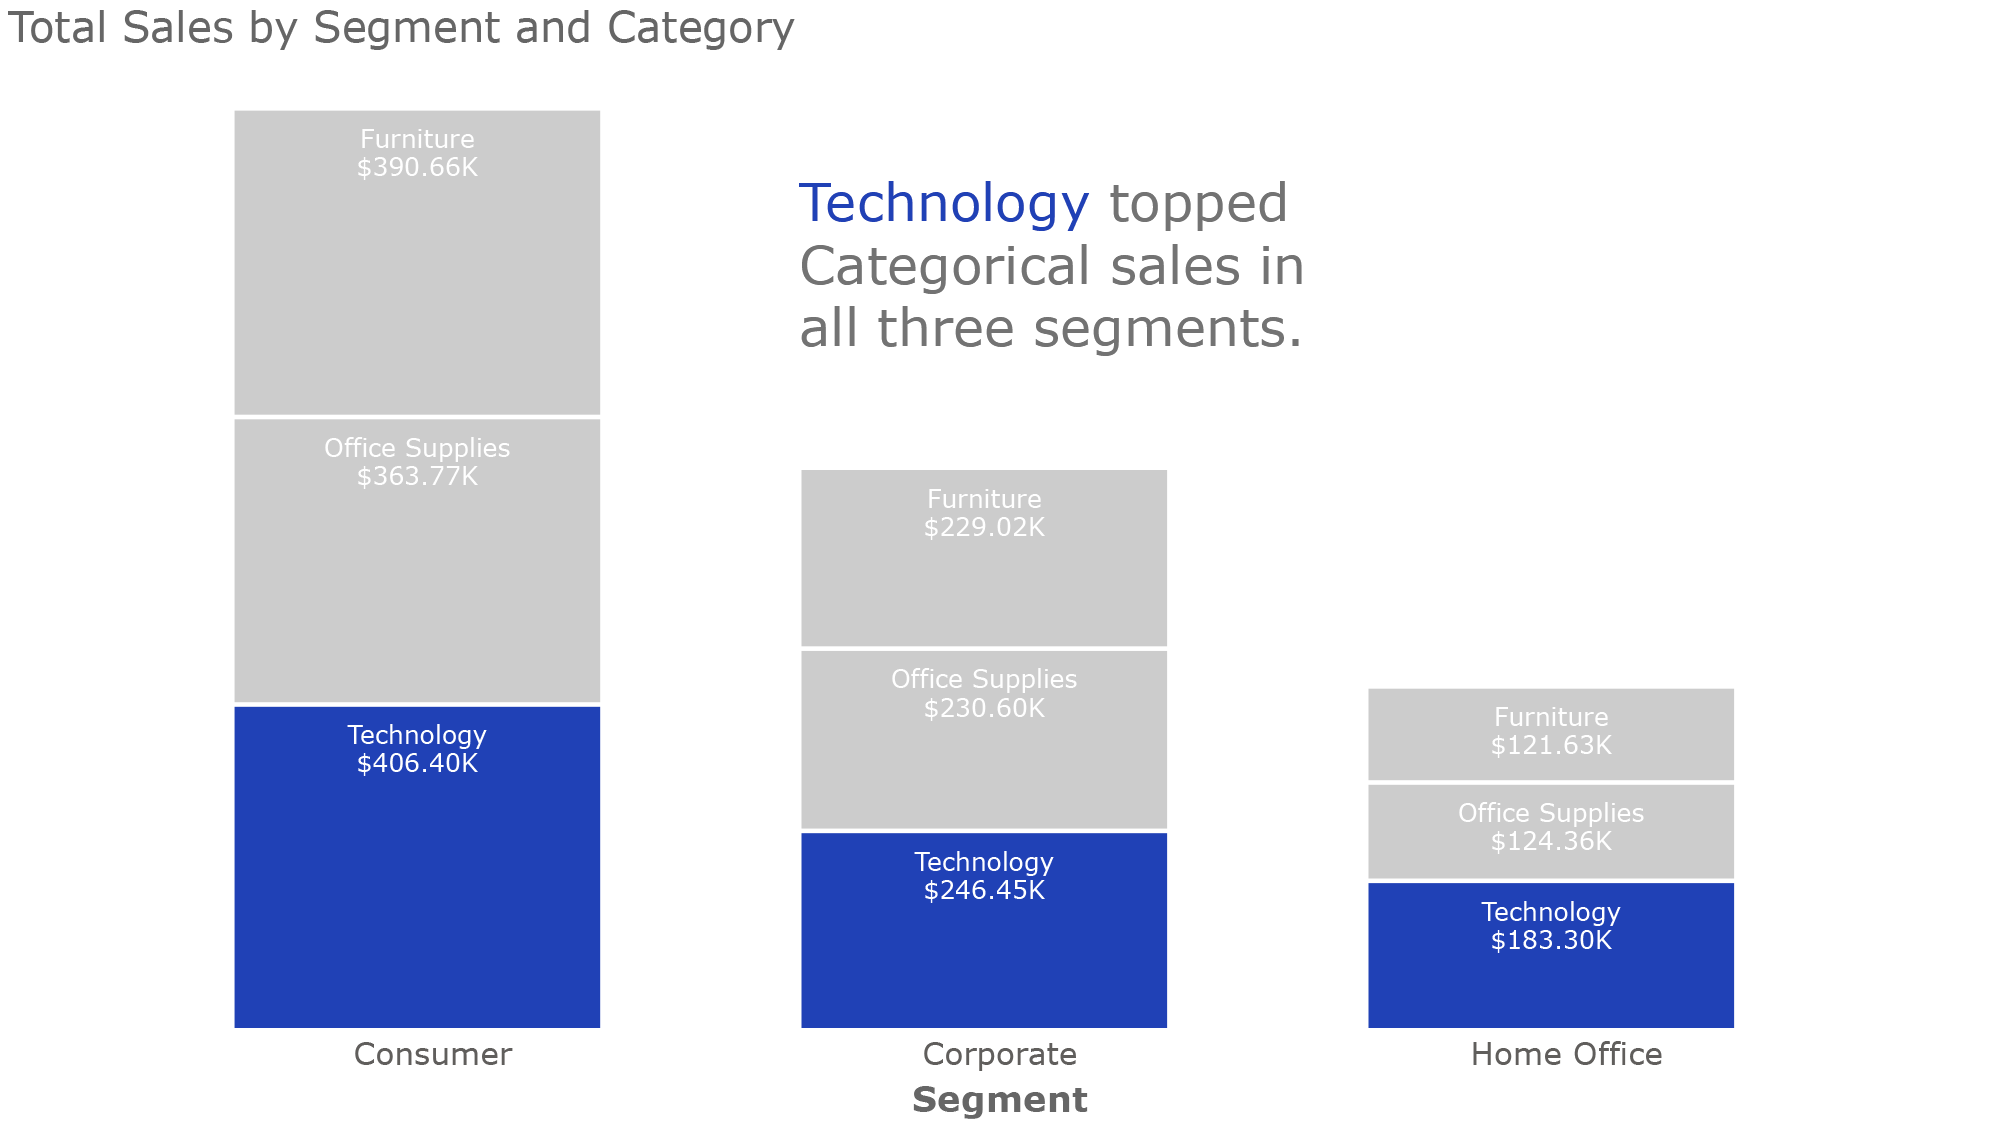 Total Sales by Segment and Category
Technology topped
Categorical sales in
all three segments.
Furniture
$390.66K
Office Supplies
$363.77K
Technology
$406.40K
Furniture
$229.02K
Office Supplies
$230.60K
Technology
$246.45K
Furniture
$121.63K
Office Supplies
$124.36K
Technology
$183.30K
Consumer
Corporate
Home Office
Segment